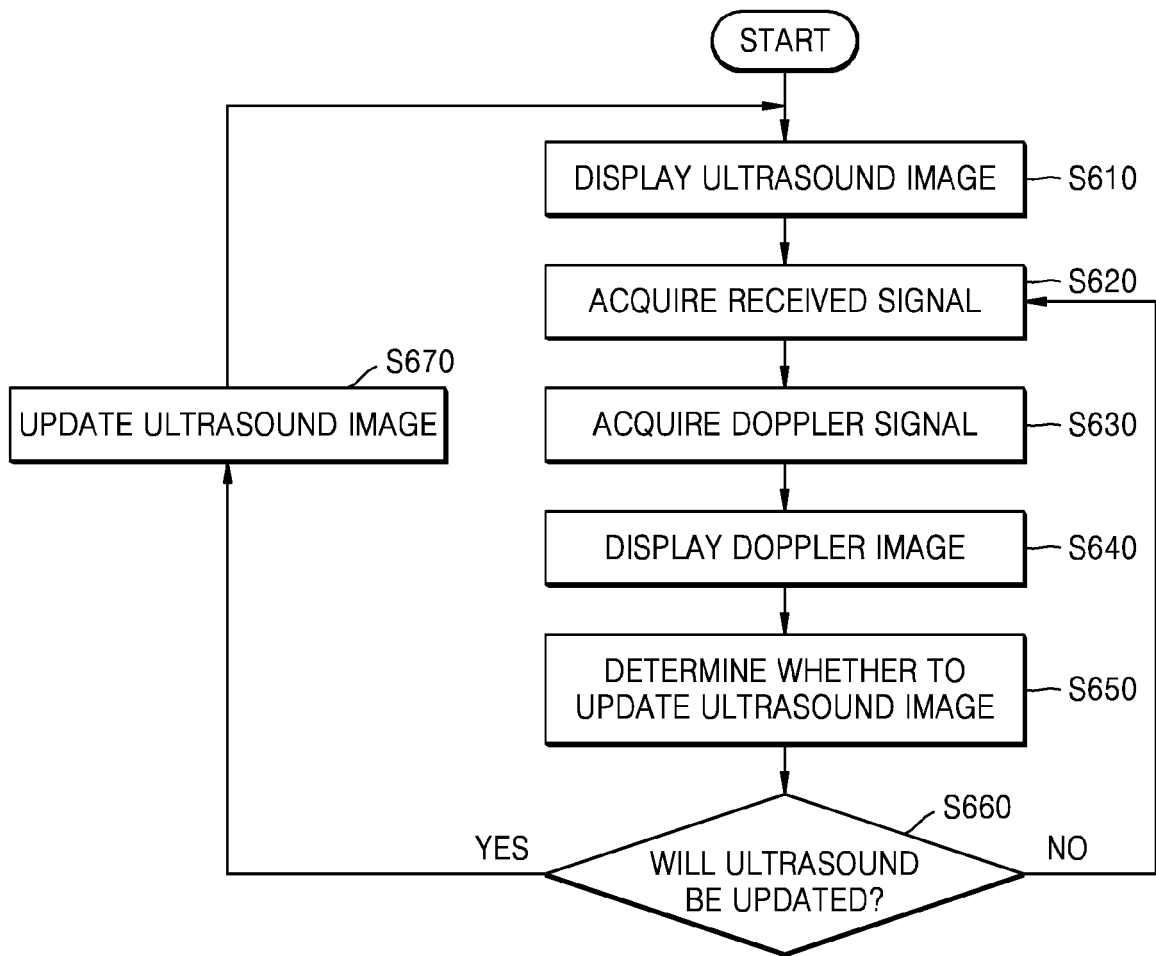 START
DISPLAY ULTRASOUND IMAGE
S610
ACQUIRE RECEIVED SIGNAL
S620
S670
UPDATE ULTRASOUND IMAGE
ACQUIRE DOPPLER SIGNAL
S630
DISPLAY DOPPLER IMAGE
S640
DETERMINE WHETHER TO
UPDATE ULTRASOUND IMAGE
S650
S660
YES
WILL ULTRASOUND
BE UPDATED?
NO